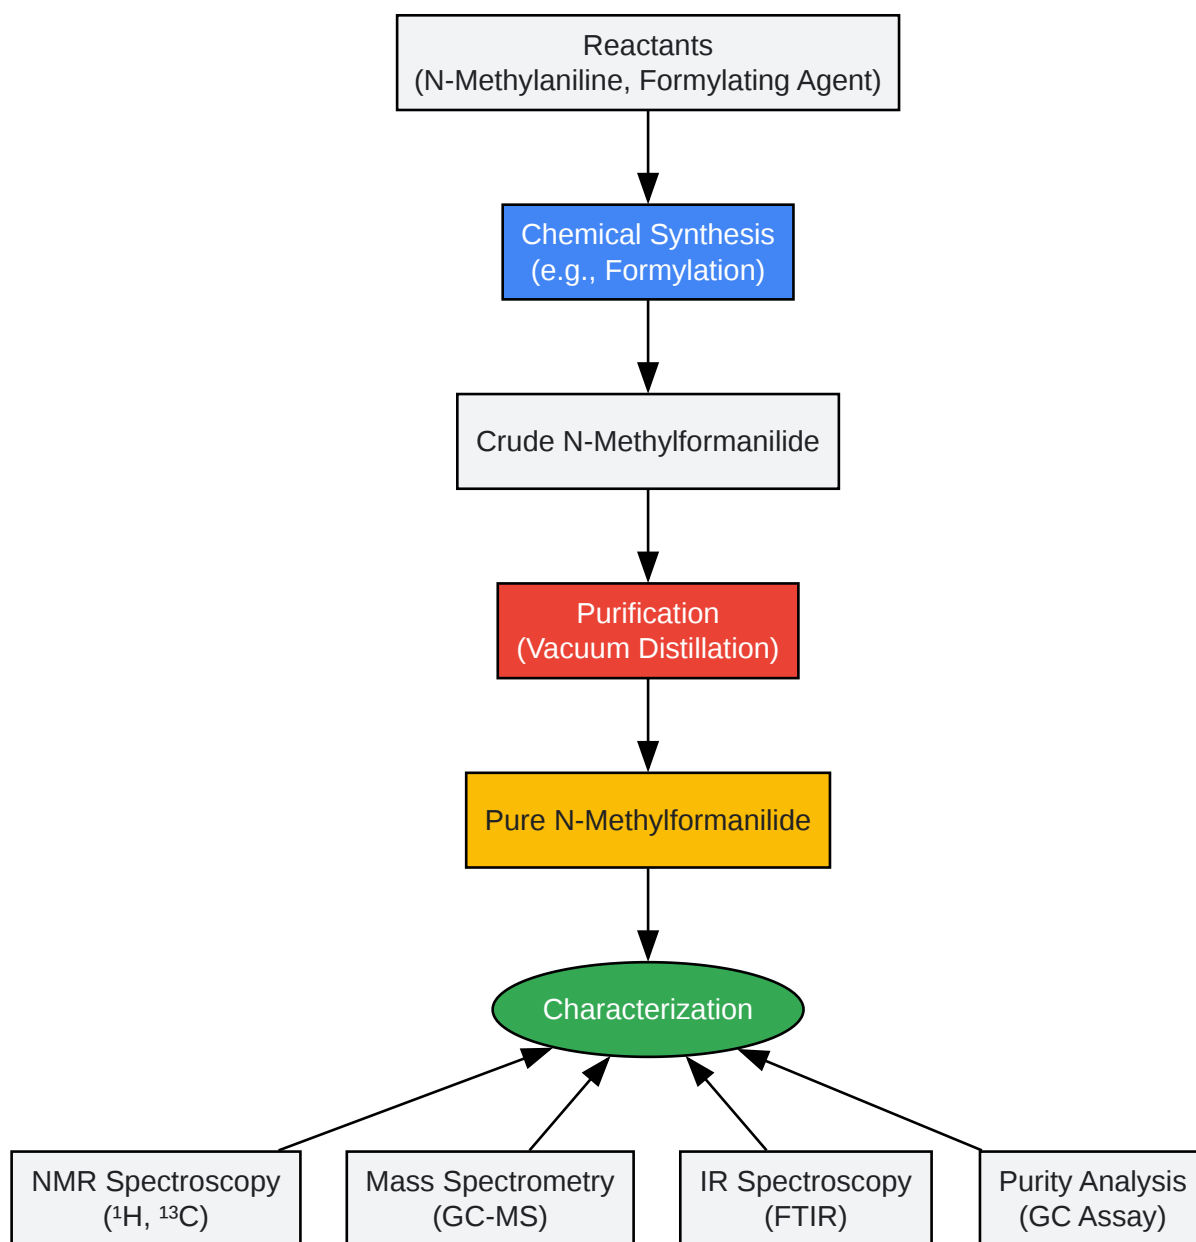 Reactants
(N-Methylaniline, Formylating Agent)
Chemical Synthesis
(e.g., Formylation)
Crude N-Methylformanilide
Purification
(Vacuum Distillation)
Pure N-Methylformanilide
Characterization
NMR Spectroscopy
(¹H, ¹³C)
Mass Spectrometry
(GC-MS)
IR Spectroscopy
(FTIR)
Purity Analysis
(GC Assay)